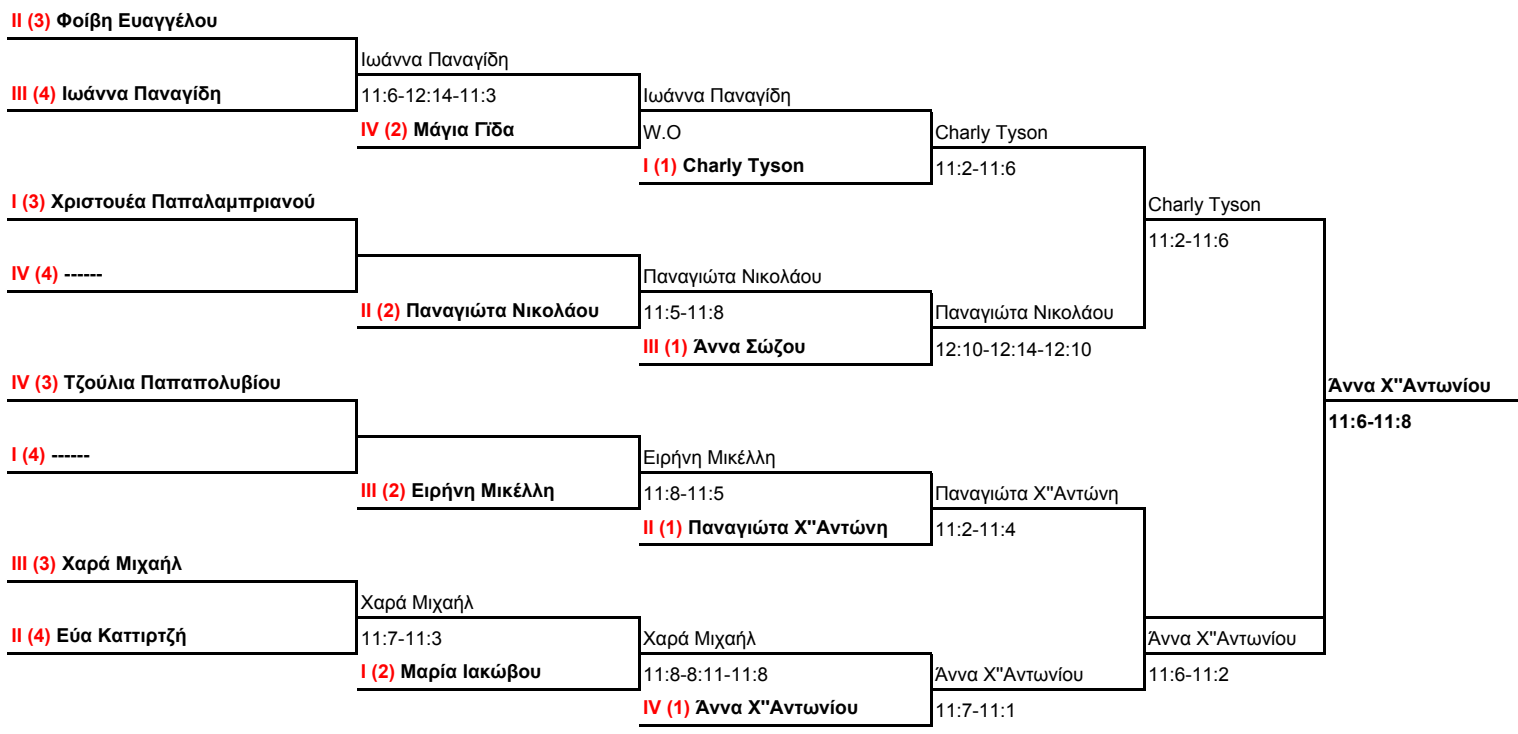 II (3) Φοίβη Ευαγγέλου
Ιωάννα Παναγίδη
III (4) Ιωάννα Παναγίδη
11:6-12:14-11:3
Ιωάννα Παναγίδη
IV (2) Μάγια Γϊδα
W.O
Charly Tyson
I (1) Charly Tyson
11:2-11:6
I (3) Χριστουέα Παπαλαμπριανού
Charly Tyson
11:2-11:6
IV (4) ------
Παναγιώτα Νικολάου
II (2) Παναγιώτα Νικολάου
11:5-11:8
Παναγιώτα Νικολάου
III (1) Άννα Σώζου
12:10-12:14-12:10
IV (3) Τζούλια Παπαπολυβίου
Άννα Χ"Αντωνίου
11:6-11:8
I (4) ------
Ειρήνη Μικέλλη
III (2) Ειρήνη Μικέλλη
11:8-11:5
Παναγιώτα Χ"Αντώνη
II (1) Παναγιώτα Χ"Αντώνη
11:2-11:4
III (3) Χαρά Μιχαήλ
Χαρά Μιχαήλ
II (4) Εύα Καττιρτζή
11:7-11:3
Χαρά Μιχαήλ
Άννα Χ"Αντωνίου
I (2) Μαρία Ιακώβου
11:8-8:11-11:8
Άννα Χ"Αντωνίου
11:6-11:2
IV (1) Άννα Χ"Αντωνίου
11:7-11:1